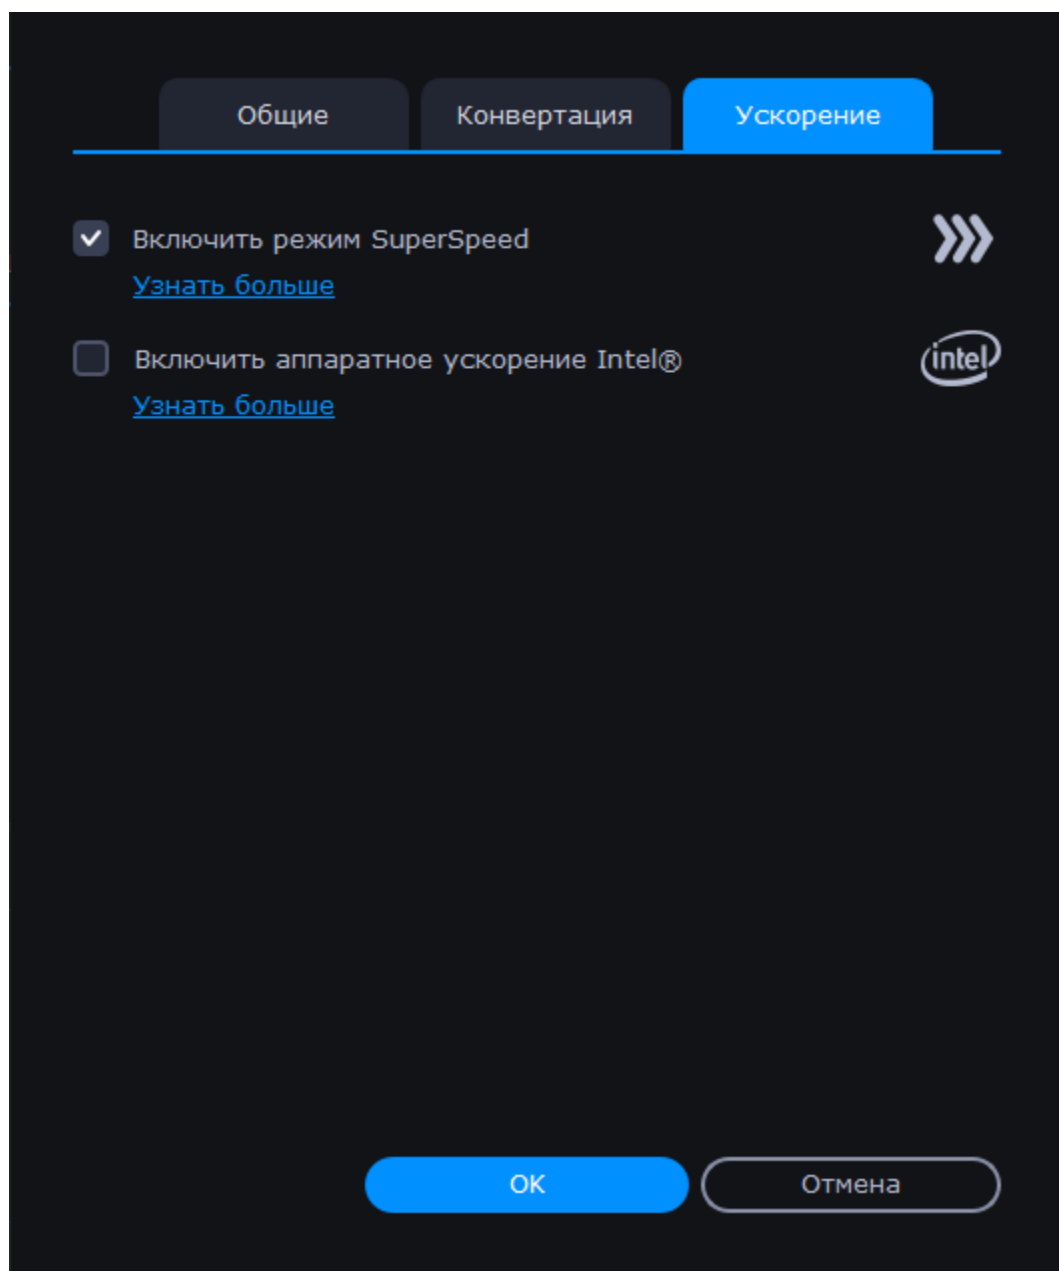 Общие Конвертация Ускорение
Включить режим SuperSpeed
Узнать больше
Включить аппаратное ускорение Intel®
intel
Узнать больше
OK Отмена